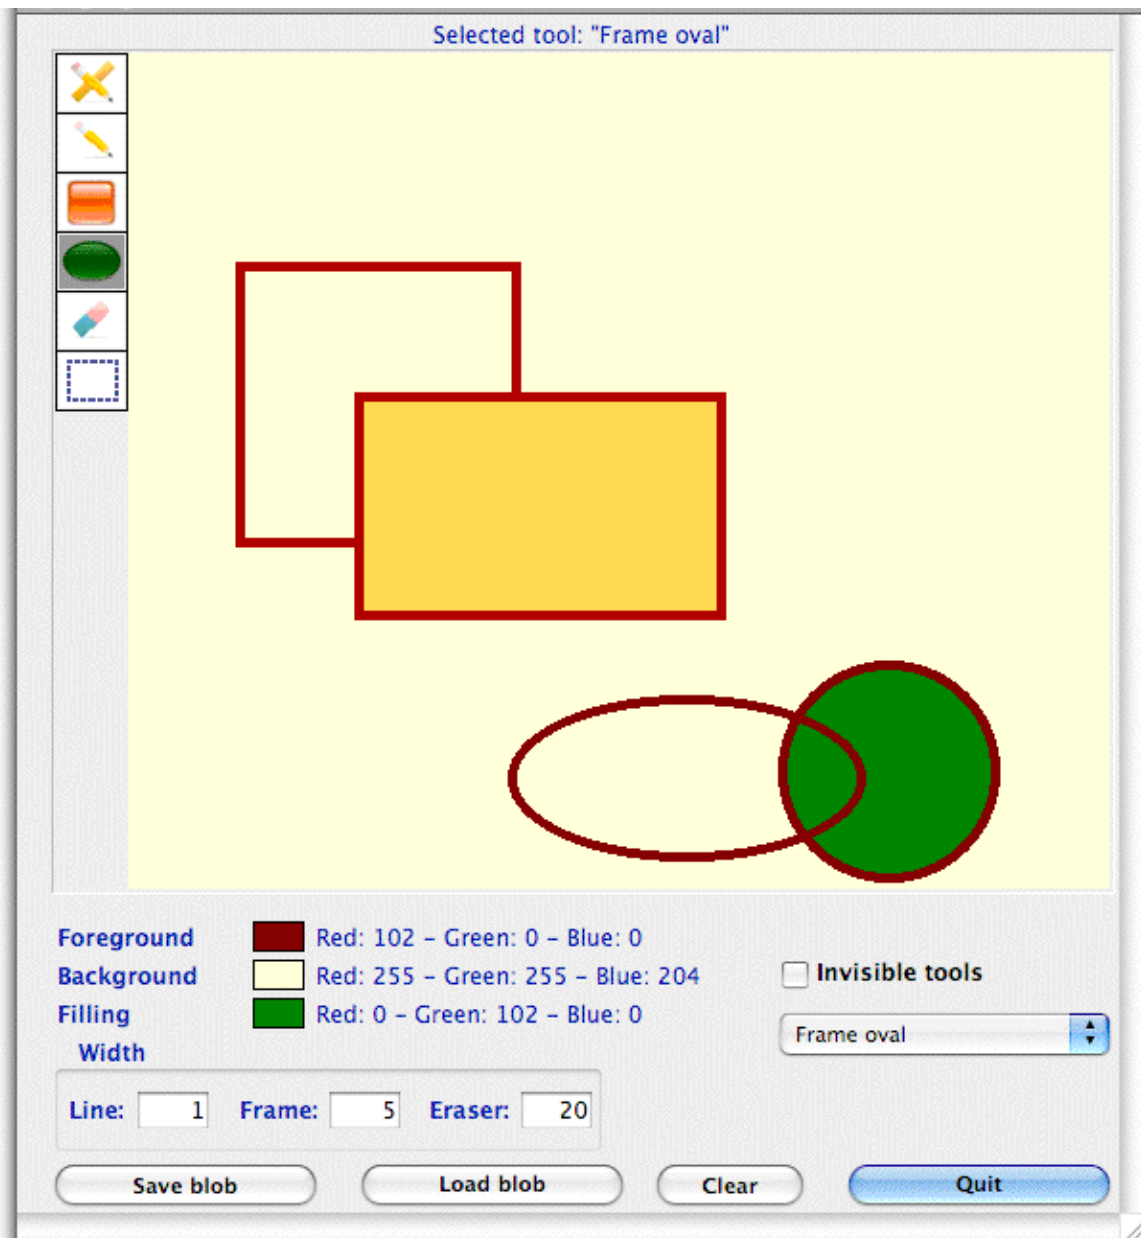 Selected tool: "Frame oval"
Foreground Red: 102 – Green: 0 – Blue: 0
Background Red: 255 – Green: 255 – Blue: 204
Invisible tools
Filling Red: 0 – Green: 102 – Blue: 0
Frame oval
Width
Line: 1 Frame: 5 Eraser: 20
Save blob Load blob Clear Quit